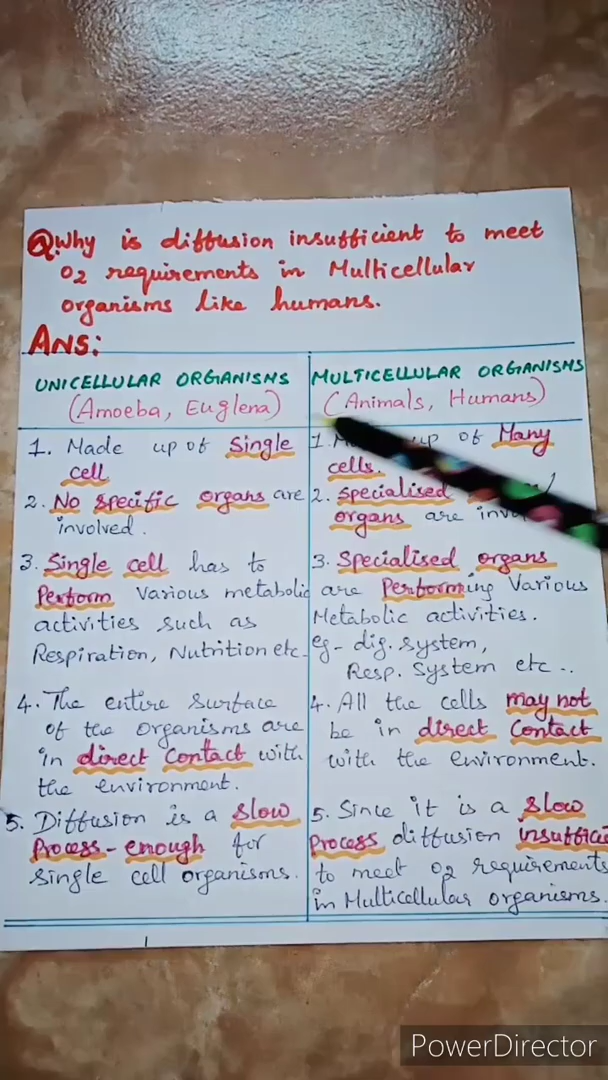 Q. Why is diffusion insufficient to meet
O2 requirements in Multicellular
organisms like humans.
ANS:
UNICELLULAR ORGANISMS
(Amoeba, Euglena)
1. Made up of Single
cell
2. No specific organs are
involved.
3. Single cell has to
Perform various metabolic
activities such as
Respiration, Nutrition etc.
4. The entire surface
of the organisms are
in direct contact with
the environment.
5. Diffusion is a slow
Process - enough for
single cell organisms.
MULTICELLULAR ORGANISMS
(Animals, Humans)
1. up of Many
cells.
2. Specialised
organs are
3. Specialised organs
are Performing Various
Metabolic activities.
eg- dig. system,
Resp. System etc..
4. All the cells may not
be in direct contact
with the environment.
5. Since it is a slow
Process diffusion
to meet O2 requirements
in Multicellular organisms.
PowerDirector